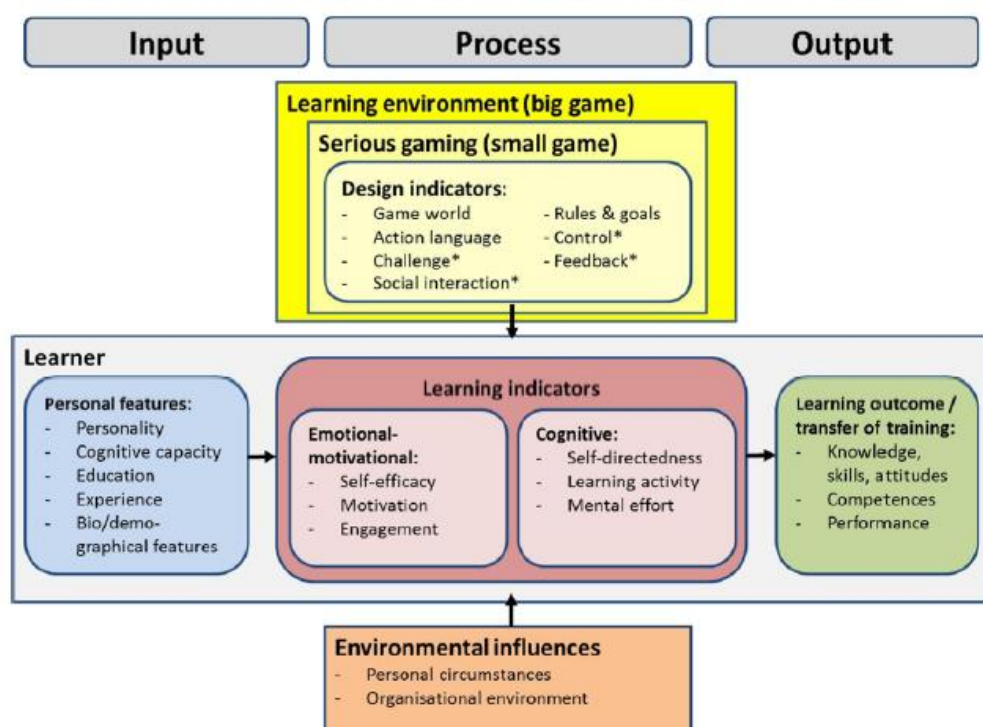 Input
Process
Output
Learning environment (big game)
Serious gaming (small game)
Design indicators:
- Game world
- Action language
- Challenge*
- Social interaction*
- Rules & goals
- Control*
- Feedback*
Learner
Personal features:
- Personality
- Cognitive capacity
- Education
- Experience
- Bio/demo-
graphical features
Learning indicators
Emotional-
motivational:
- Self-efficacy
- Motivation
- Engagement
Cognitive:
- Self-directedness
- Learning activity
- Mental effort
Learning outcome /
transfer of training:
- Knowledge,
skills, attitudes
- Competences
- Performance
Environmental influences
- Personal circumstances
- Organisational environment